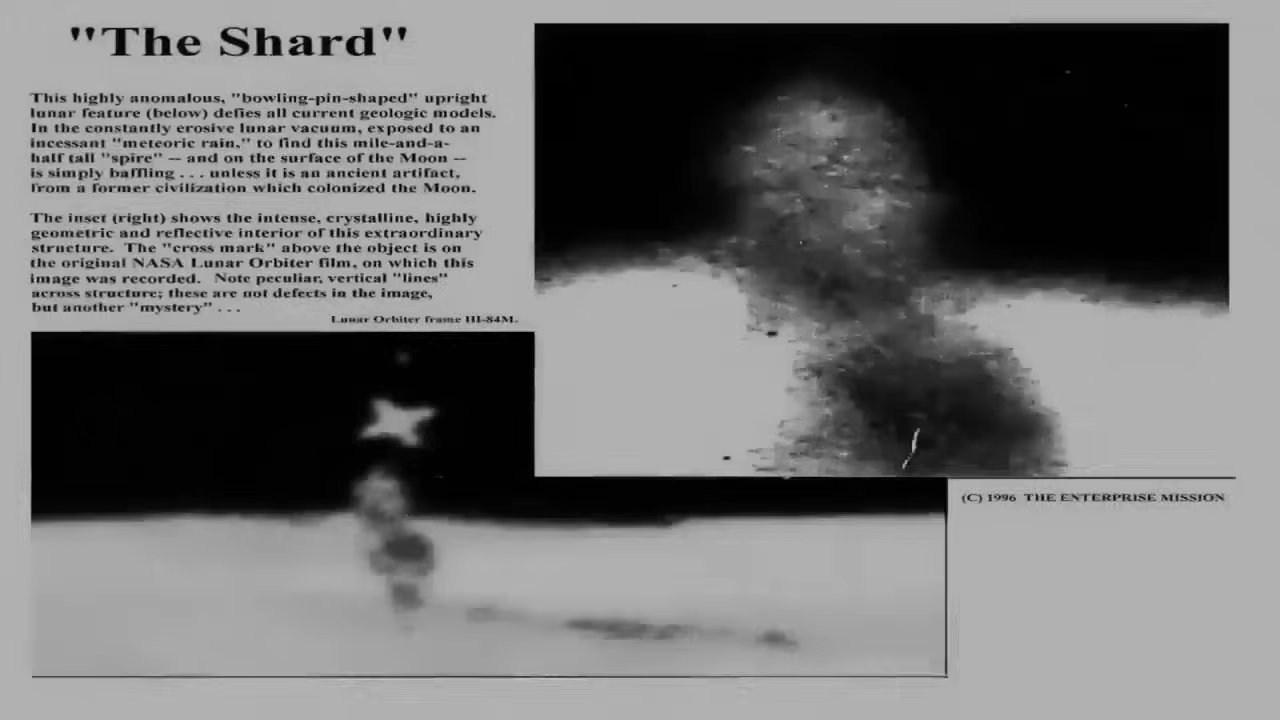 "The Shard"
This highly anomalous, "bowling-pin-shaped" upright
lunar feature (below) defies all current geologic models.
In the constantly erosive lunar vacuum, exposed to an
incessant "meteoric rain," to find this mile-and-a-
half tall "spire" -- and on the surface of the Moon --
is simply baffling . . . unless it is an ancient artifact,
from a former civilization which colonized the Moon.
The inset (right) shows the intense, crystalline, highly
geometric and reflective interior of this extraordinary
structure. The "cross mark" above the object is on
the original NASA Lunar Orbiter film, on which this
image was recorded. Note peculiar, vertical "lines"
across structure; these are not defects in the image,
but another "mystery" . . .
Lunar Orbiter frame III-84M.
(C) 1996 THE ENTERPRISE MISSION